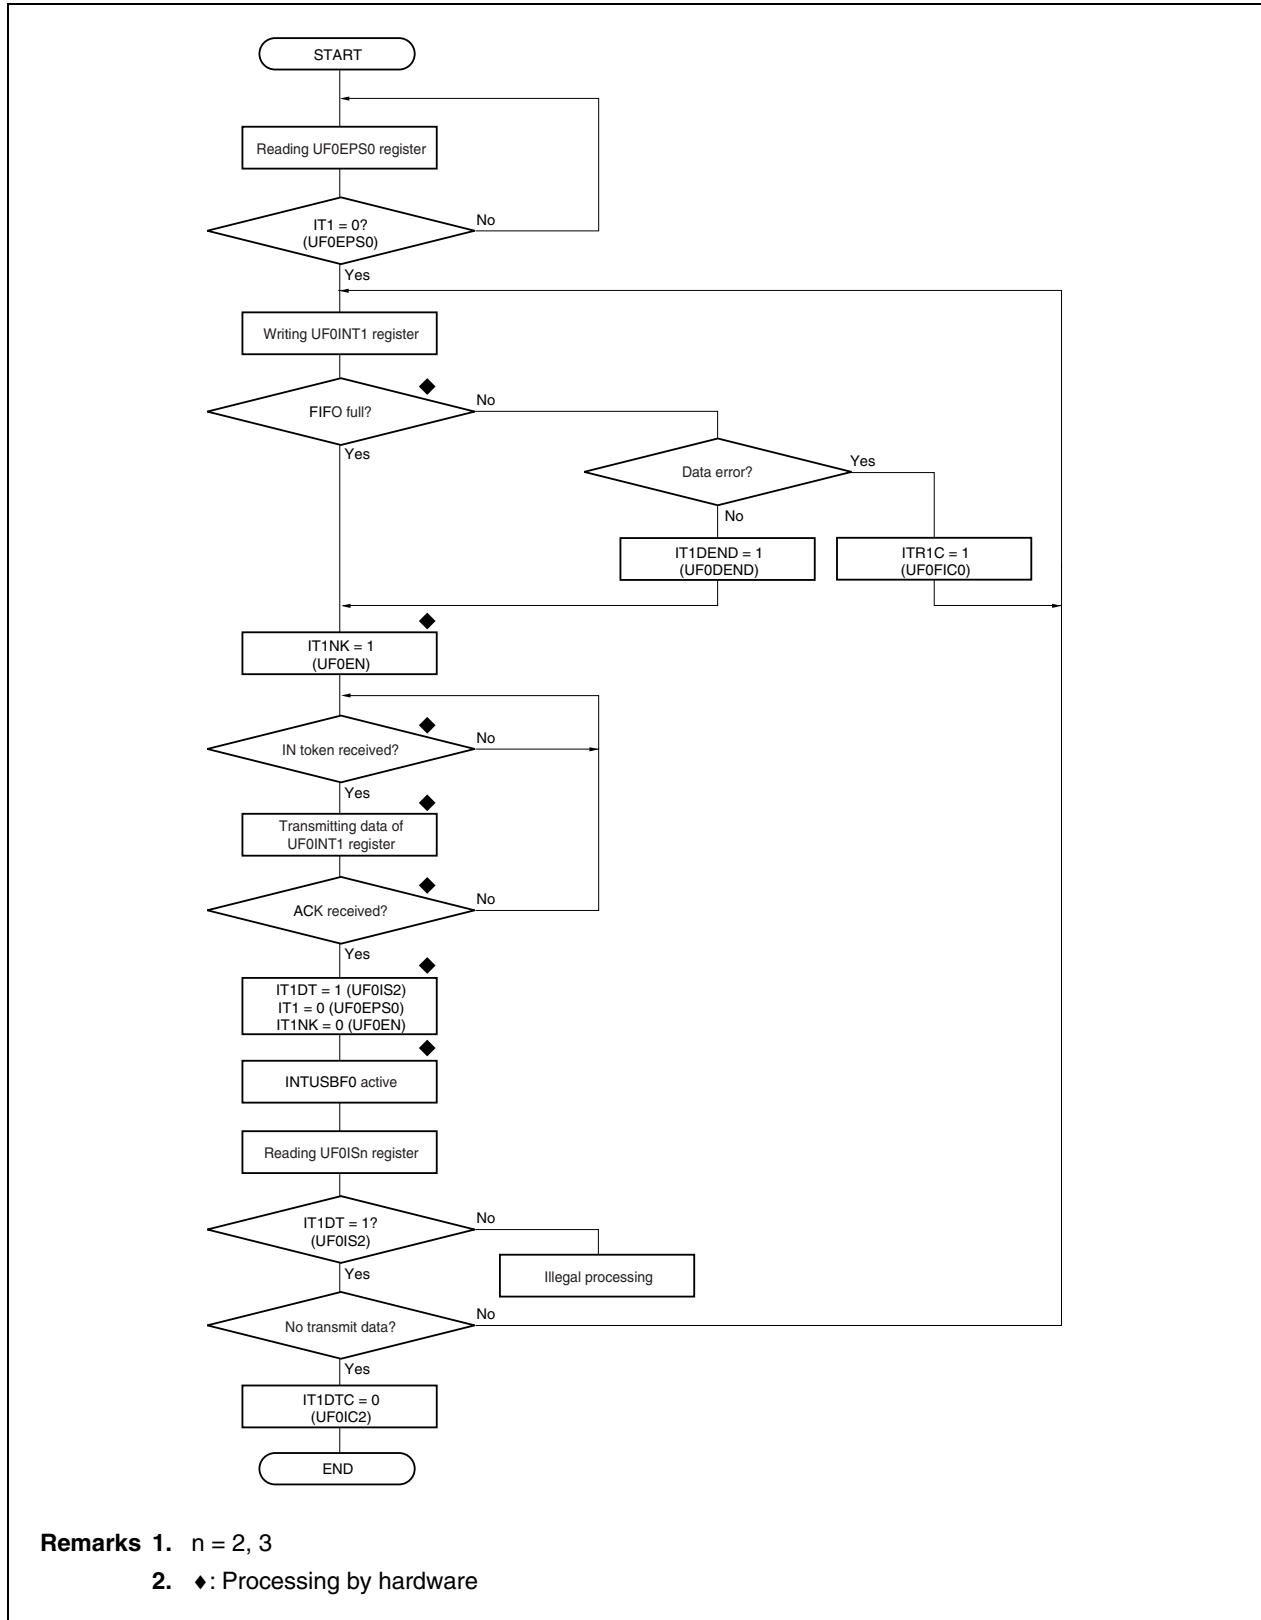 START
Reading UF0EPS0 register
IT1 = 0?
(UF0EPS0)
No
Yes
Writing UF0INT1 register
FIFO full?
◆
No
Yes
Data error?
Yes
No
IT1DEND = 1
(UF0DEND)
ITR1C = 1
(UF0FIC0)
◆
IT1NK = 1
(UF0EN)
◆
IN token received?
No
Yes
◆
Transmitting data of
UF0INT1 register
◆
ACK received?
No
Yes
◆
IT1DT = 1 (UF0IS2)
IT1 = 0 (UF0EPS0)
IT1NK = 0 (UF0EN)
◆
INTUSBF0 active
Reading UF0ISn register
IT1DT = 1?
(UF0IS2)
No
Illegal processing
Yes
No transmit data?
No
Yes
IT1DTC = 0
(UF0IC2)
END
Remarks 1. n = 2, 3
2. ♦: Processing by hardware